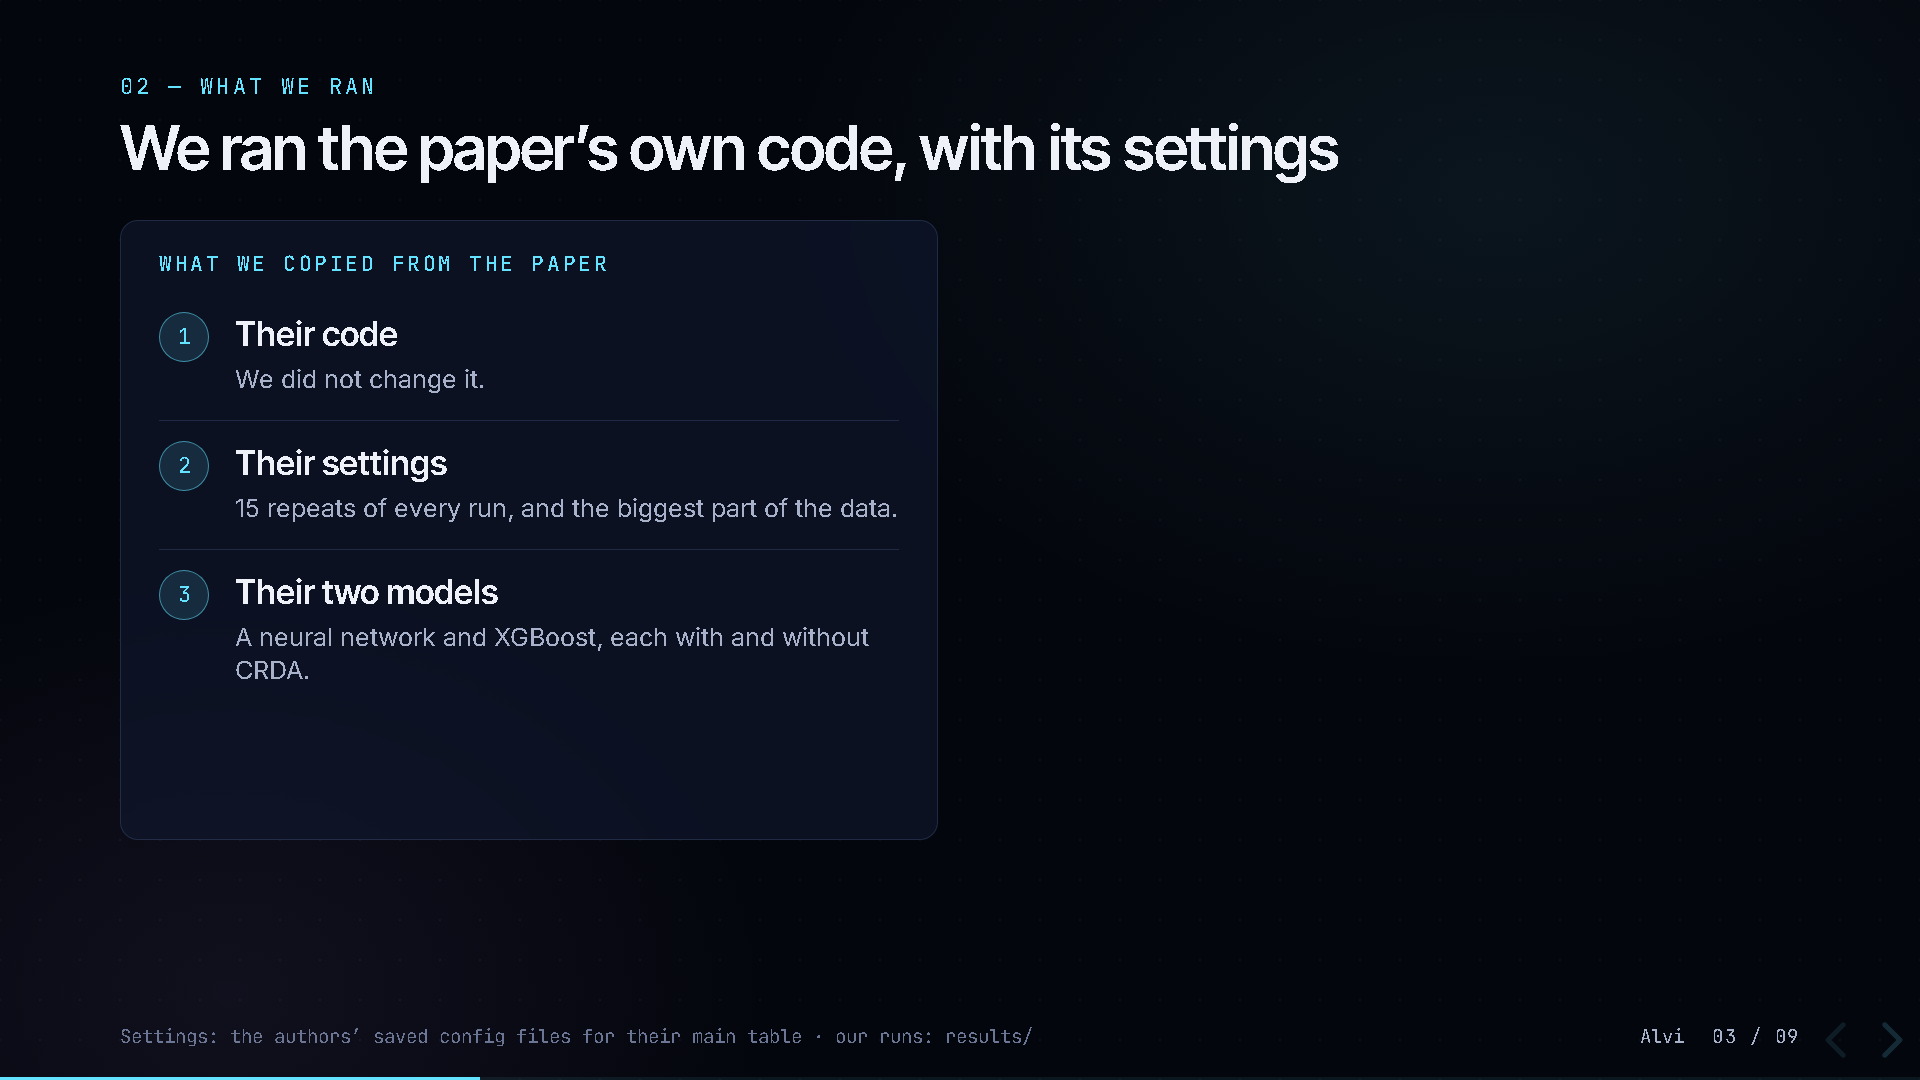 02 — WHAT WE RAN
We ran the paper’s own code, with its settings
WHAT WE COPIED FROM THE PAPER
1
Their code
We did not change it.
2
Their settings
15 repeats of every run, and the biggest part of the data.
3
Their two models
A neural network and XGBoost, each with and without
CRDA.
Settings: the authors’ saved config files for their main table · our runs: results/
Alvi 03 / 09